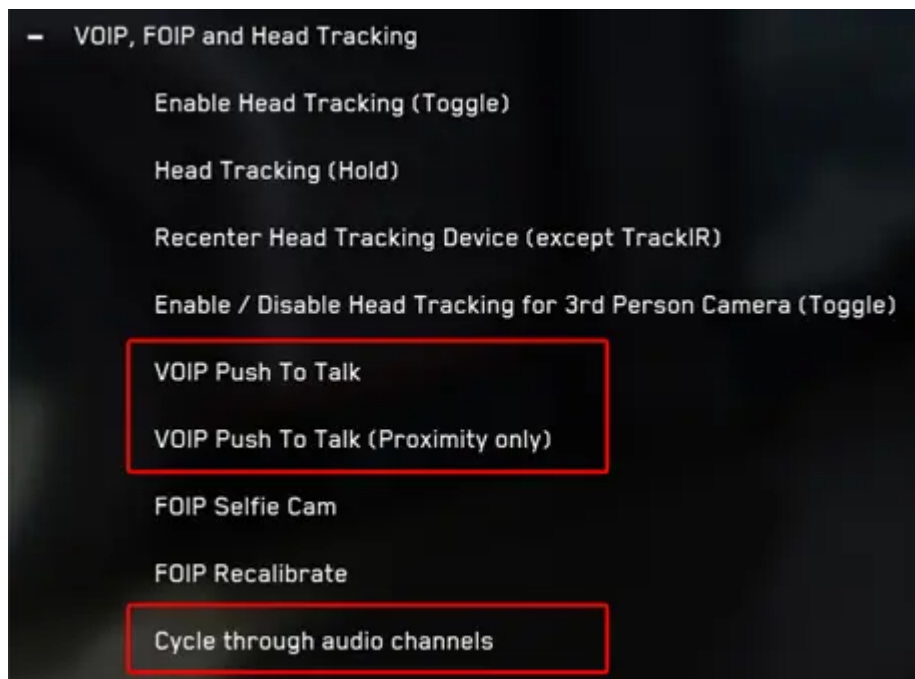 – VOIP, FOIP and Head Tracking
Enable Head Tracking (Toggle)
Head Tracking (Hold)
Recenter Head Tracking Device (except TrackIR)
Enable / Disable Head Tracking for 3rd Person Camera (Toggle)
VOIP Push To Talk
VOIP Push To Talk (Proximity only)
FOIP Selfie Cam
FOIP Recalibrate
Cycle through audio channels